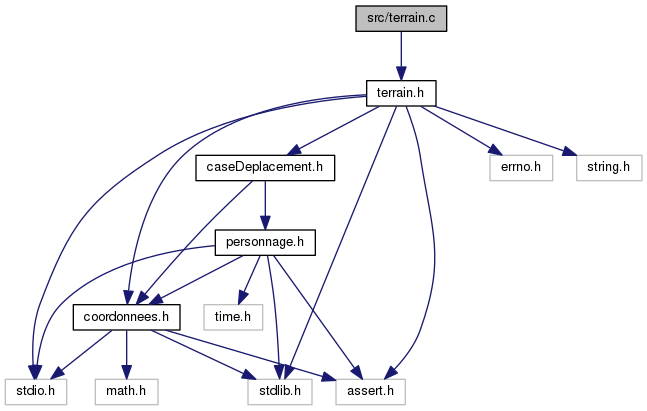 src/terrain.c
terrain.h
caseDeplacement.h
errno.h
string.h
personnage.h
coordonnees.h
time.h
stdio.h
math.h
stdlib.h
assert.h